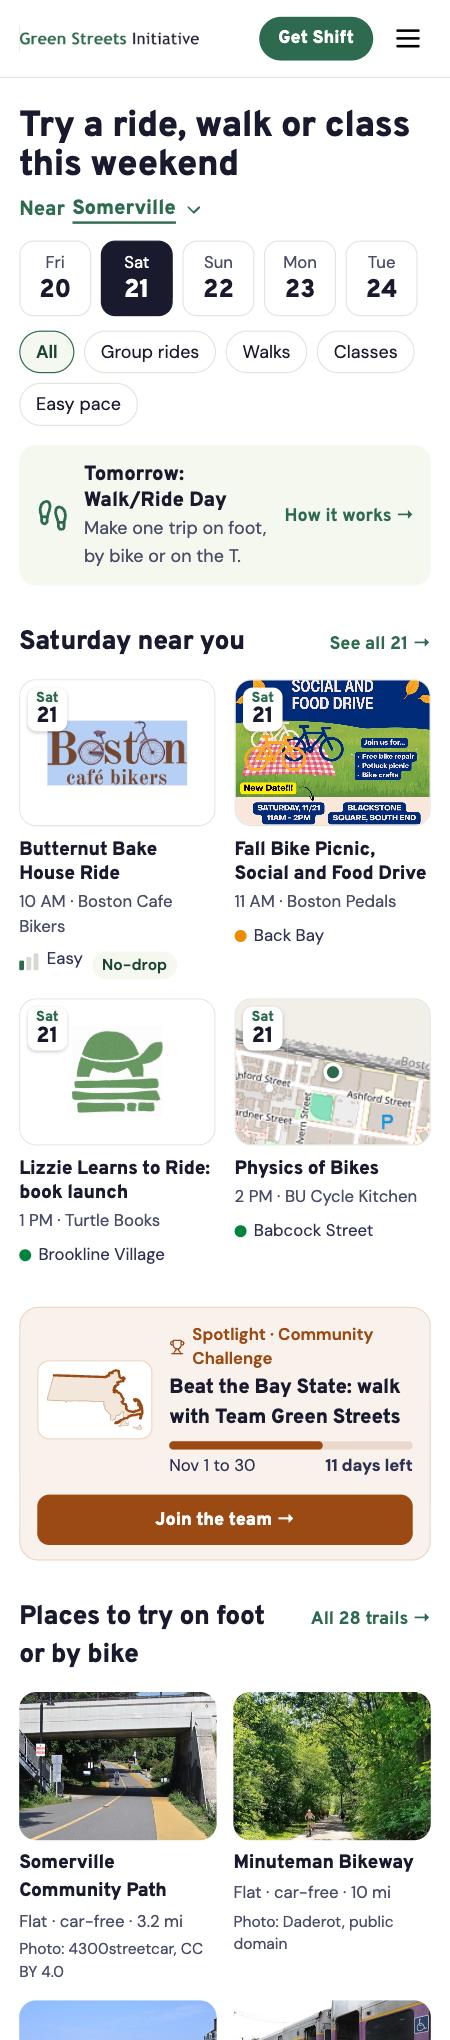 Green Streets Initiative
Get Shift
Try a ride, walk or class
this weekend
Near Somerville
Fri
20
Sat
21
Sun
22
Mon
23
Tue
24
All
Group rides
Walks
Classes
Easy pace
Tomorrow:
Walk/Ride Day
Make one trip on foot,
by bike or on the T.
How it works →
Saturday near you
See all 21 →
Sat
21
Boston
café bikers
Butternut Bake
House Ride
10 AM · Boston Cafe
Bikers
Easy
No-drop
Sat
21
SOCIAL AND
FOOD DRIVE
Join us for...
· Free bike repair
· Potluck picnic
· Bike crafts
New Date!!!
SATURDAY, 11/21
11AM - 2PM
BLACKSTONE
SQUARE, SOUTH END
Fall Bike Picnic,
Social and Food Drive
11 AM · Boston Pedals
Back Bay
Sat
21
Lizzie Learns to Ride:
book launch
1 PM · Turtle Books
Brookline Village
Sat
21
Bosto
hford Street
Ashford Street
ardner Street
lvern Street
P
Physics of Bikes
2 PM · BU Cycle Kitchen
Babcock Street
Spotlight · Community
Challenge
Beat the Bay State: walk
with Team Green Streets
Nov 1 to 30
11 days left
Join the team →
Places to try on foot
or by bike
All 28 trails →
Somerville
Community Path
Flat · car-free · 3.2 mi
Photo: 4300streetcar, CC
BY 4.0
Minuteman Bikeway
Flat · car-free · 10 mi
Photo: Daderot, public
domain